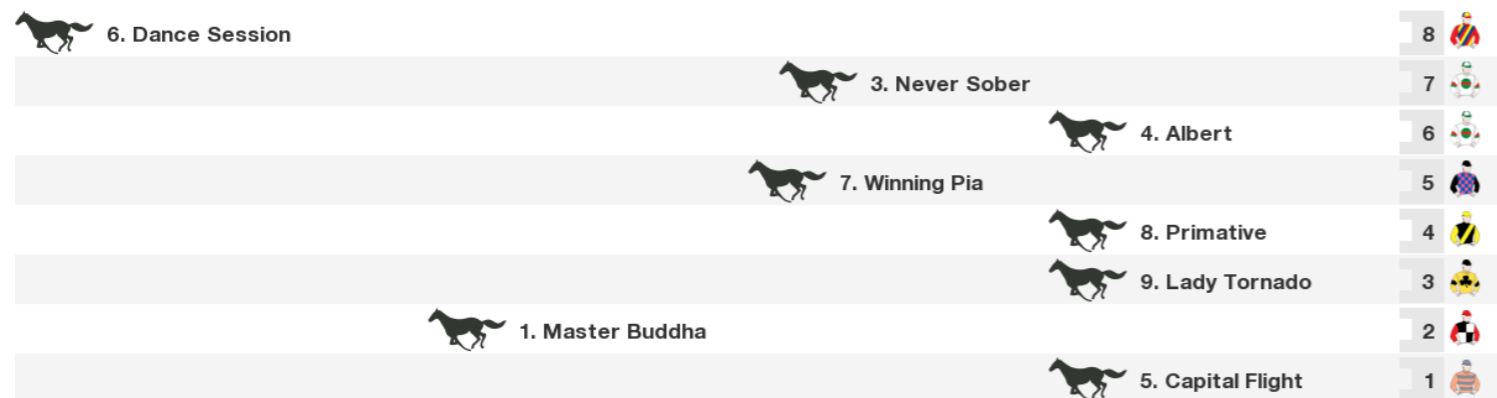 6. Dance Session 8
3. Never Sober 7
4. Albert 6
7. Winning Pia 5
8. Primative 4
9. Lady Tornado 3
1. Master Buddha 2
5. Capital Flight 1